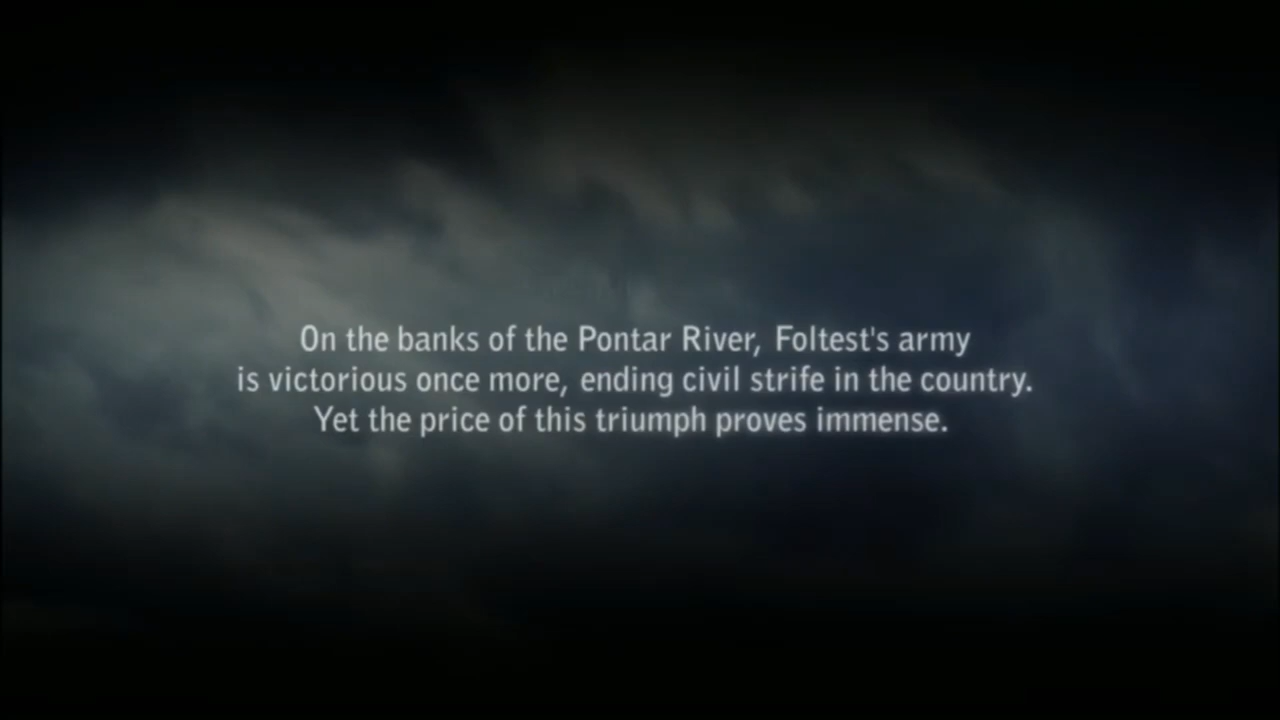 On the banks of the Pontar River, Foltest's army
is victorious once more, ending civil strife in the country.
Yet the price of this triumph proves immense.